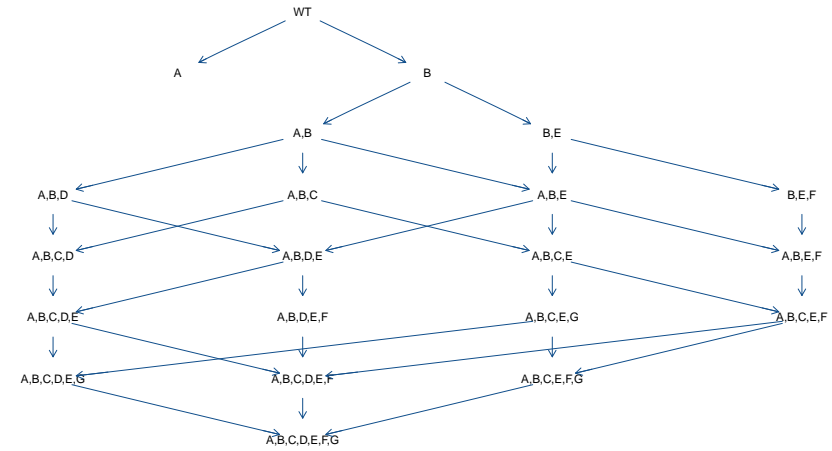 WT
A
B
A,B
B,E
A,B,D
A,B,C
A,B,E
B,E,F
A,B,C,D
A,B,D,E
A,B,C,E
A,B,E,F
A,B,C,D,E
A,B,D,E,F
A,B,C,E,G
A,B,C,E,F
A,B,C,D,E,G
A,B,C,D,E,F
A,B,C,E,F,G
A,B,C,D,E,F,G